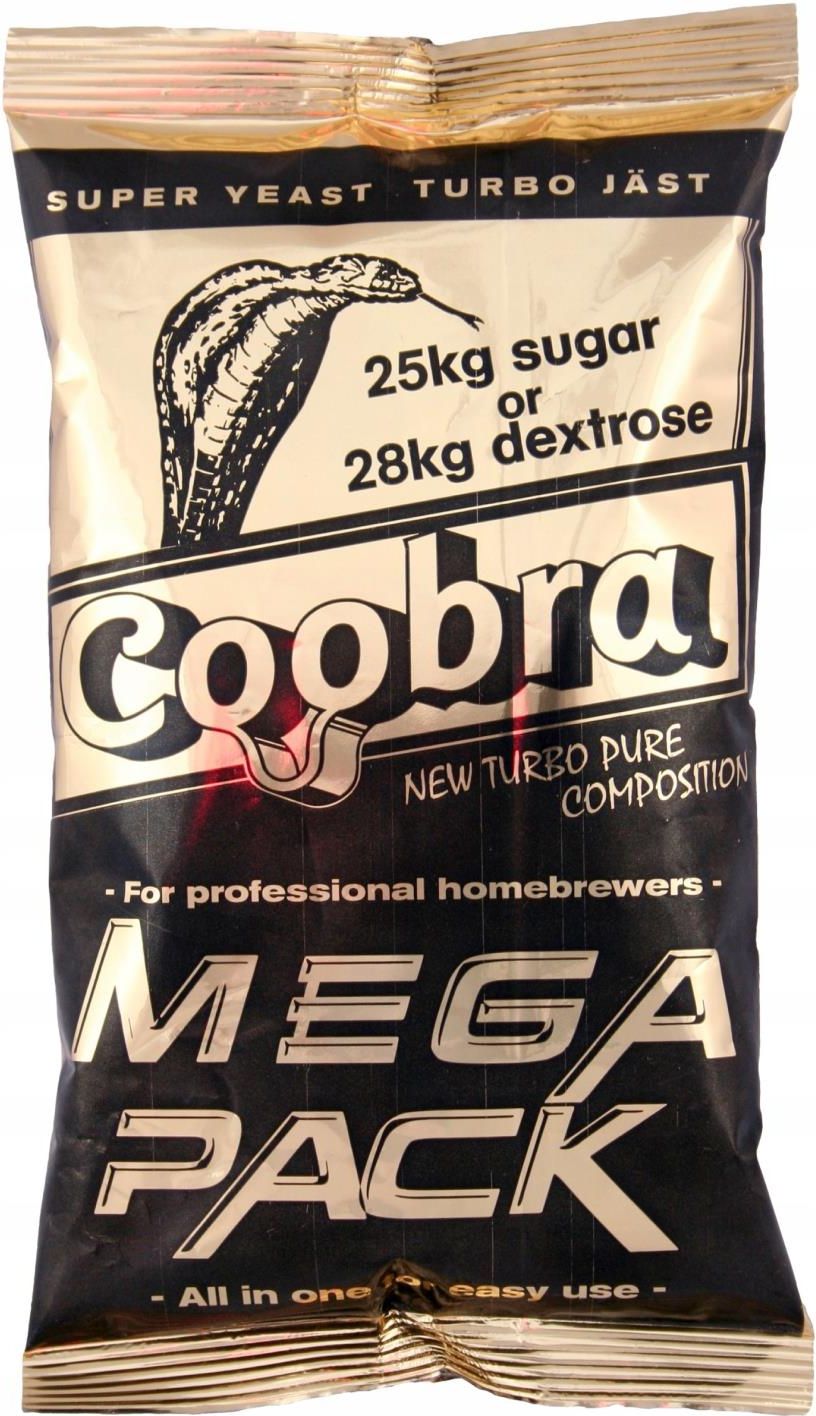 SUPER YEAST TURBO JÄST
25kg sugar
or
28kg dextrose
Coobra
NEW TURBO PURE
COMPOSITION
- For professional homebrewers -
MEGA
PACK
- All in one for easy use -